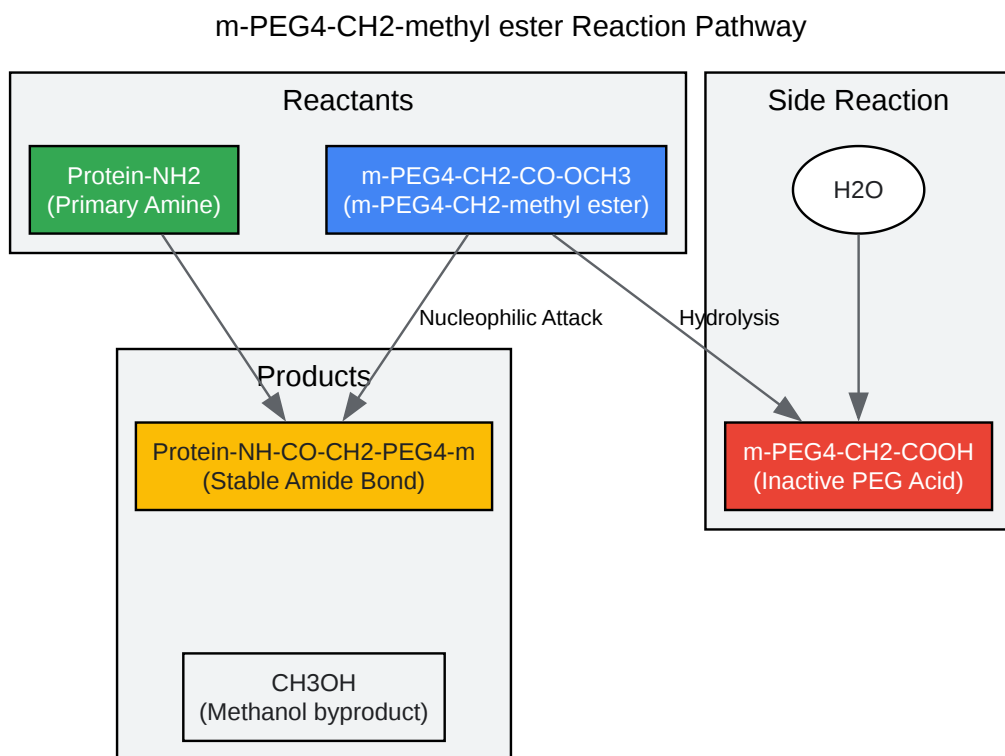 m-PEG4-CH2-methyl ester Reaction Pathway
Reactants
Side Reaction
Protein-NH2
(Primary Amine)
m-PEG4-CH2-CO-OCH3
(m-PEG4-CH2-methyl ester)
H2O
Nucleophilic Attack
Hydrolysis
Products
Protein-NH-CO-CH2-PEG4-m
(Stable Amide Bond)
m-PEG4-CH2-COOH
(Inactive PEG Acid)
CH3OH
(Methanol byproduct)